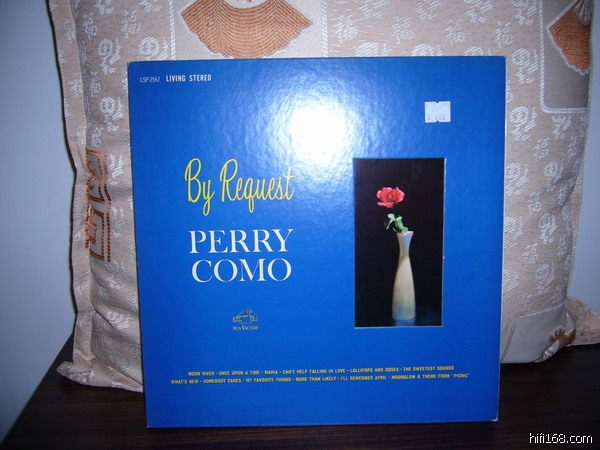 LSP-2567 LIVING STEREO
By Request
PERRY
COMO
RCA VICTOR
MOON RIVER · ONCE UPON A TIME · MARIA · CAN'T HELP FALLING IN LOVE · LOLLIPOPS AND ROSES · THE SWEETEST SOUNDS
WHAT'S NEW · SOMEBODY CARES · MY FAVORITE THINGS · MORE THAN LIKELY · I'LL REMEMBER APRIL · MOONGLOW & THEME FROM "PICNIC"
hifi168.com